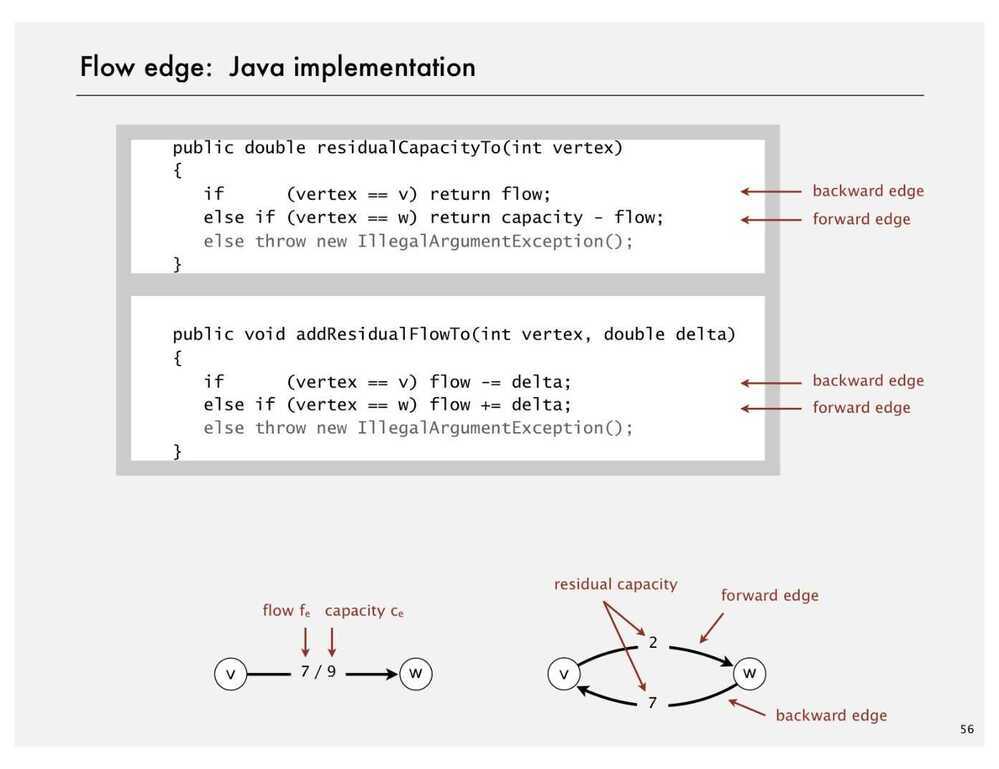 Flow edge: Java implementation
public double residualCapacityTo(int vertex)
{
if (vertex == v) return flow;
backward edge
else if (vertex == w) return capacity - flow;
forward edge
else throw new IllegalArgumentException();
}
public void addResidualFlowTo(int vertex, double delta)
{
if (vertex == v) flow -= delta;
backward edge
else if (vertex == w) flow += delta;
forward edge
else throw new IllegalArgumentException();
}
flow fₑ capacity cₑ
v
7 / 9
w
residual capacity
forward edge
2
v
w
7
backward edge
56